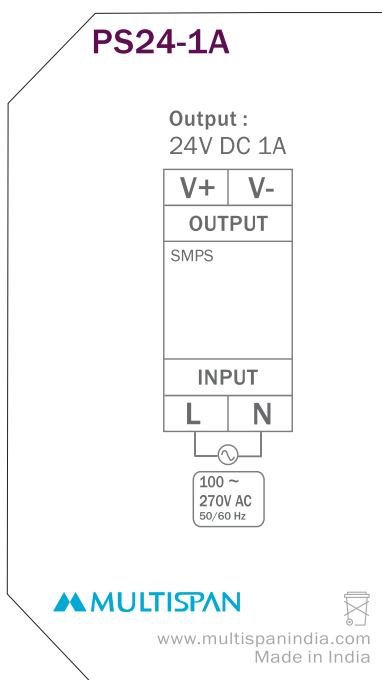 PS24-1A
Output :
24V DC 1A
V+ V-
OUTPUT
SMPS
INPUT
L N
100 ~
270V AC
50/60 Hz
MULTISPAN
www.multispanindia.com
Made in India